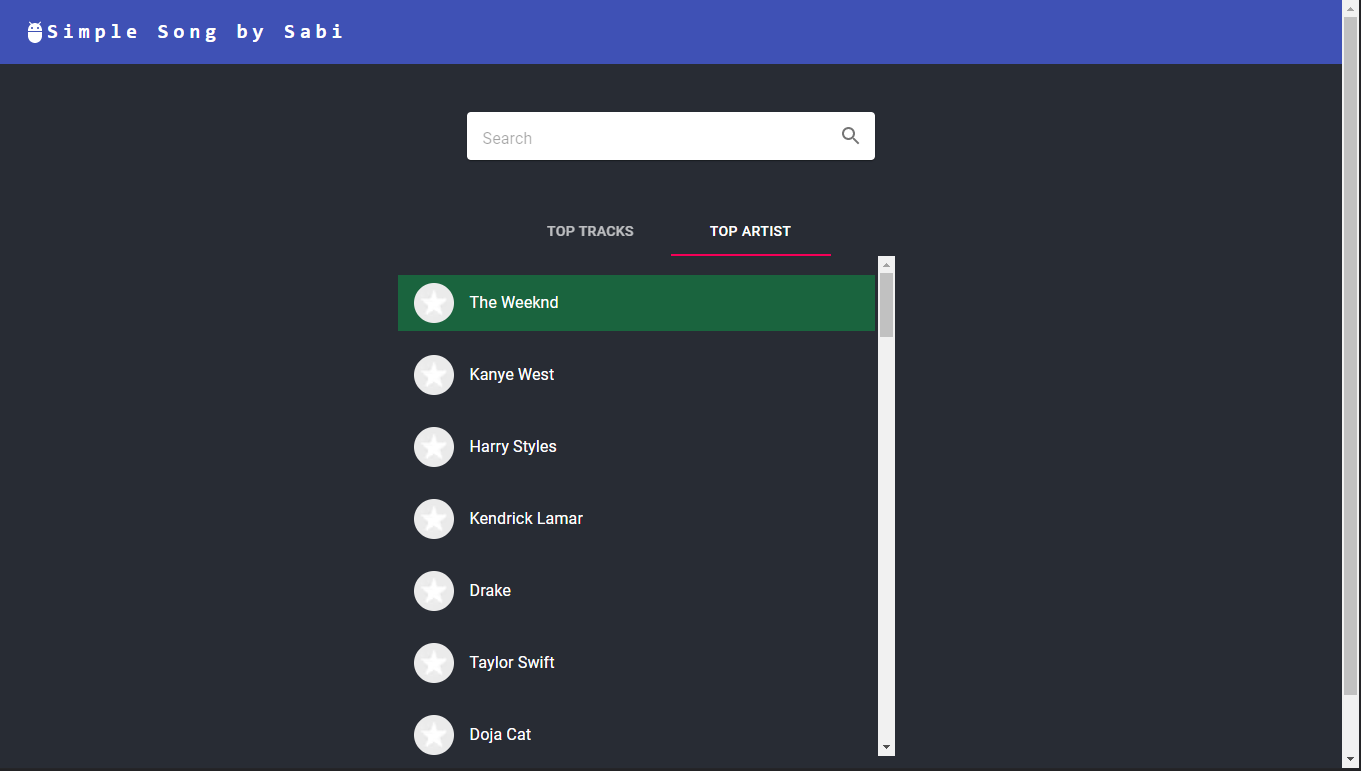 Simple Song by Sabi
Search
TOP TRACKS
TOP ARTIST
The Weeknd
Kanye West
Harry Styles
Kendrick Lamar
Drake
Taylor Swift
Doja Cat